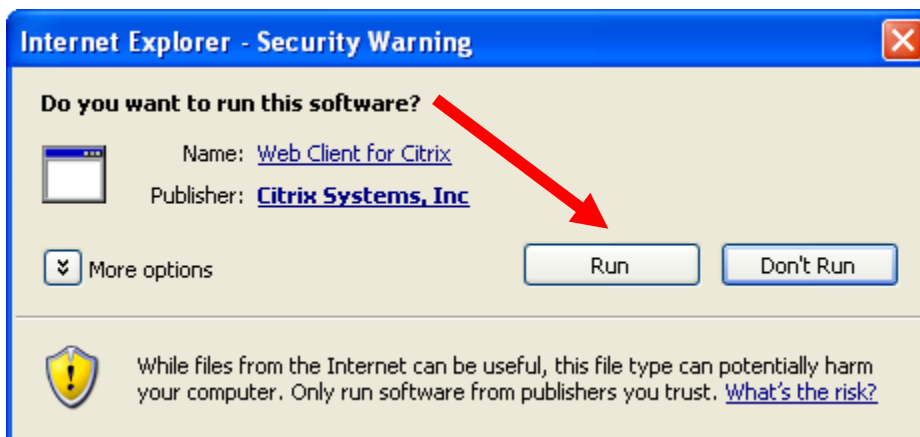 Internet Explorer - Security Warning
Do you want to run this software?
Name: Web Client for Citrix
Publisher: Citrix Systems, Inc
More options
Run
Don't Run
While files from the Internet can be useful, this file type can potentially harm
your computer. Only run software from publishers you trust. What's the risk?